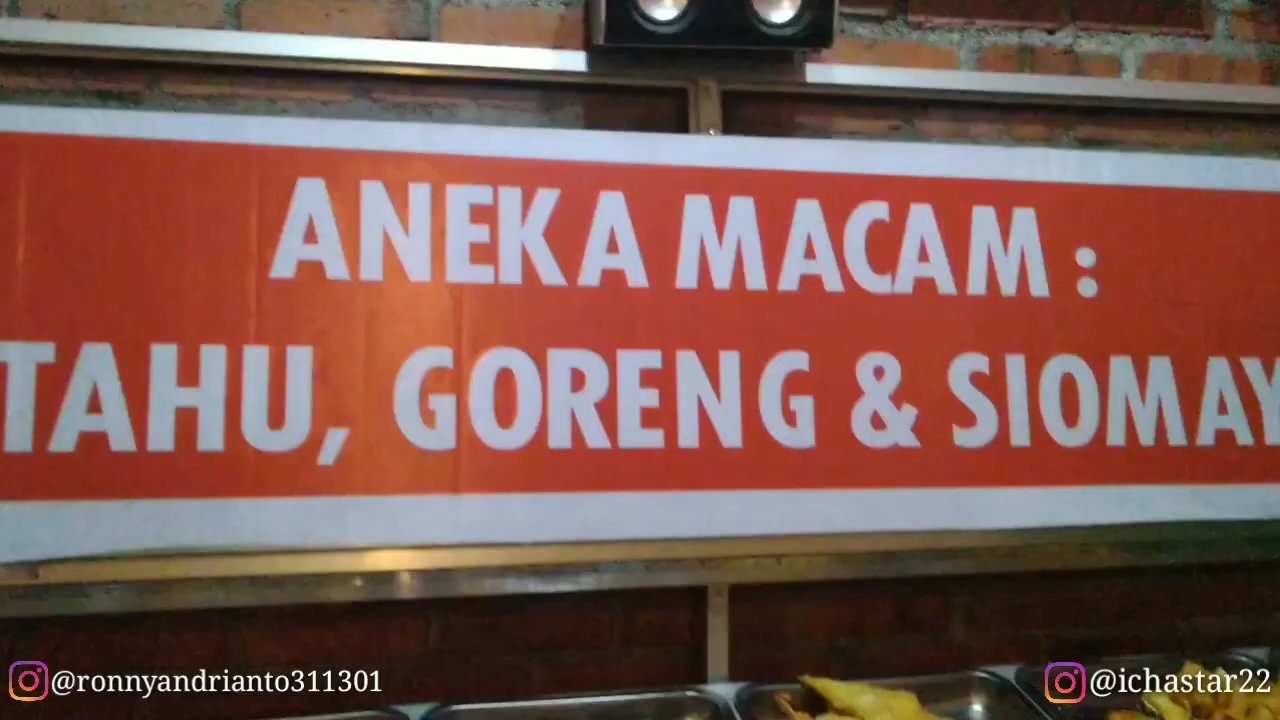 ANEKA MACAM :
TAHU, GORENG & SIOMAY
@ronnyandrianto311301
@ichastar22